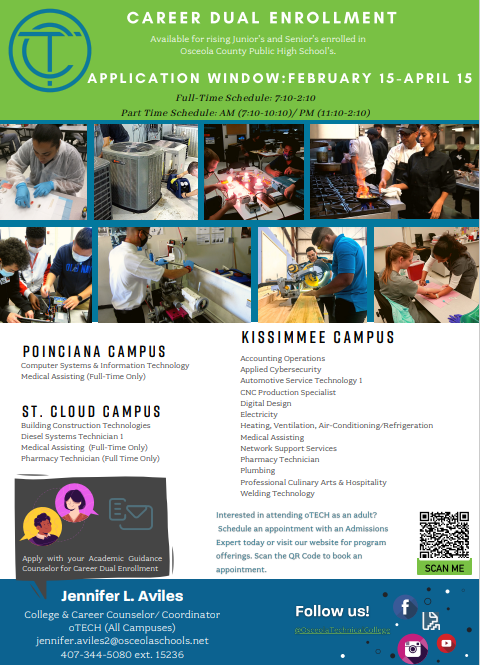 CAREER DUAL ENROLLMENT
Available for rising Junior's and Senior's enrolled in
Osceola County Public High School's.
APPLICATION WINDOW:FEBRUARY 15-APRIL 15
Full-Time Schedule: 7:10-2:10
Part Time Schedule: AM (7:10-10:10)/ PM (11:10-2:10)
POINCIANA CAMPUS
Computer Systems & Information Technology
Medical Assisting (Full-Time Only)
ST. CLOUD CAMPUS
Building Construction Technologies
Diesel Systems Technician 1
Medical Assisting (Full-Time Only)
Pharmacy Technician (Full Time Only)
KISSIMMEE CAMPUS
Accounting Operations
Applied Cybersecurity
Automotive Service Technology 1
CNC Production Specialist
Digital Design
Electricity
Heating, Ventilation, Air-Conditioning/Refrigeration
Medical Assisting
Network Support Services
Pharmacy Technician
Plumbing
Professional Culinary Arts & Hospitality
Welding Technology
Apply with your Academic Guidance
Counselor for Career Dual Enrollment
Interested in attending oTECH as an adult?
Schedule an appointment with an Admissions
Expert today or visit our website for program
offerings. Scan the QR Code to book an
appointment.
SCAN ME
Jennifer L. Aviles
College & Career Counselor/ Coordinator
oTECH (All Campuses)
jennifer.aviles2@osceolaschools.net
407-344-5080 ext. 15236
Follow us!
@OsceolaTechnical College